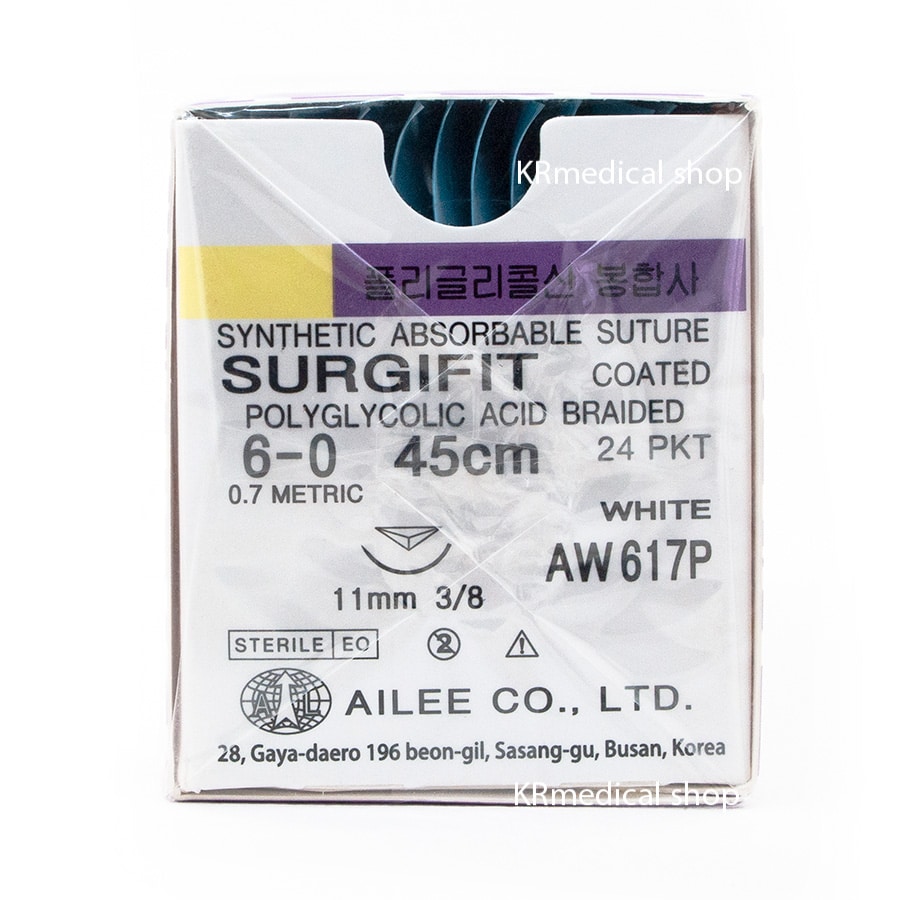 KRmedical shop
폴리글리콜산 봉합사
SYNTHETIC ABSORBABLE SUTURE
SURGIFIT COATED
POLYGLYCOLIC ACID BRAIDED
6-0 45cm 24 PKT
0.7 METRIC
WHITE
AW617P
11mm 3/8
STERILE EO
2
AIL
AILEE CO., LTD.
28, Gaya-daero 196 beon-gil, Sasang-gu, Busan, Korea
KRmedical shop